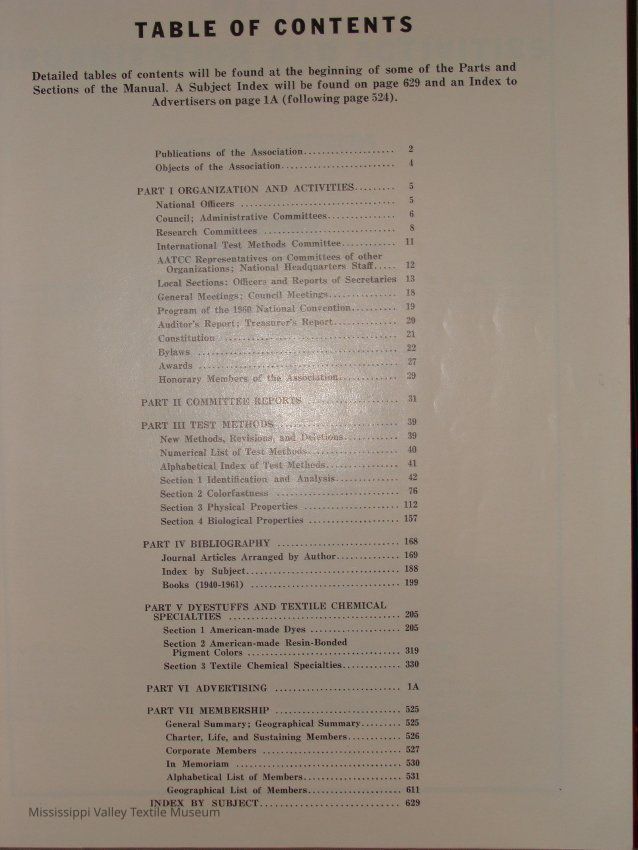 TABLE OF CONTENTS
Detailed tables of contents will be found at the beginning of some of the Parts and
Sections of the Manual. A Subject Index will be found on page 629 and an Index to
Advertisers on page 1A (following page 524).
Publications of the Association.................... 2
Objects of the Association......................... 4
PART I ORGANIZATION AND ACTIVITIES......... 5
National Officers .................................. 5
Council; Administrative Committees............... 6
Research Committees ............................. 8
International Test Methods Committee............ 11
AATCC Representatives on Committees of other
Organizations; National Headquarters Staff..... 12
Local Sections: Officers and Reports of Secretaries 13
General Meetings; Council Meetings............... 18
Program of the 1960 National Convention.......... 19
Auditor's Report; Treasurer's Report.............. 20
Constitution ....................................... 21
Bylaws ............................................ 22
Awards ............................................ 27
Honorary Members of the Association............. 29
PART II COMMITTEE REPORTS ..................... 31
PART III TEST METHODS........................... 39
New Methods, Revisions, and Deletions............ 39
Numerical List of Test Methods.................... 40
Alphabetical Index of Test Methods................ 41
Section 1 Identification and Analysis.............. 42
Section 2 Colorfastness ........................... 76
Section 3 Physical Properties ..................... 112
Section 4 Biological Properties .................... 157
PART IV BIBLIOGRAPHY ........................... 168
Journal Articles Arranged by Author.............. 169
Index by Subject.................................. 188
Books (1940-1961) ................................. 199
PART V DYESTUFFS AND TEXTILE CHEMICAL
SPECIALTIES ...................................... 205
Section 1 American-made Dyes .................... 205
Section 2 American-made Resin-Bonded
Pigment Colors .................................. 319
Section 3 Textile Chemical Specialties............. 330
PART VI ADVERTISING ............................ 1A
PART VII MEMBERSHIP ............................ 525
General Summary; Geographical Summary......... 525
Charter, Life, and Sustaining Members............ 526
Corporate Members ............................... 527
In Memoriam ..................................... 530
Alphabetical List of Members...................... 531
Geographical List of Members..................... 611
INDEX BY SUBJECT............................... 629
Mississippi Valley Textile Museum